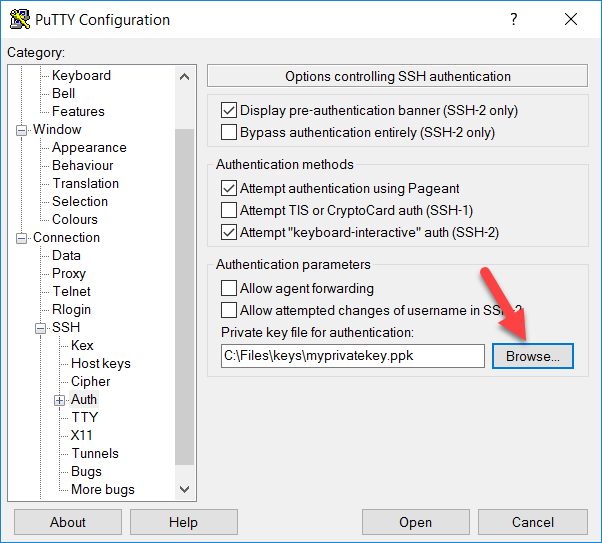 PuTTY Configuration
?
Category:
Keyboard
Bell
Features
Window
Appearance
Behaviour
Translation
Selection
Colours
Connection
Data
Proxy
Telnet
Rlogin
SSH
Kex
Host keys
Cipher
Auth
TTY
X11
Tunnels
Bugs
More bugs
Options controlling SSH authentication
Display pre-authentication banner (SSH-2 only)
Bypass authentication entirely (SSH-2 only)
Authentication methods
Attempt authentication using Pageant
Attempt TIS or CryptoCard auth (SSH-1)
Attempt "keyboard-interactive" auth (SSH-2)
Authentication parameters
Allow agent forwarding
Allow attempted changes of username in
Private key file for authentication:
C:\Files\keys\myprivatekey.ppk
Browse...
About
Help
Open
Cancel